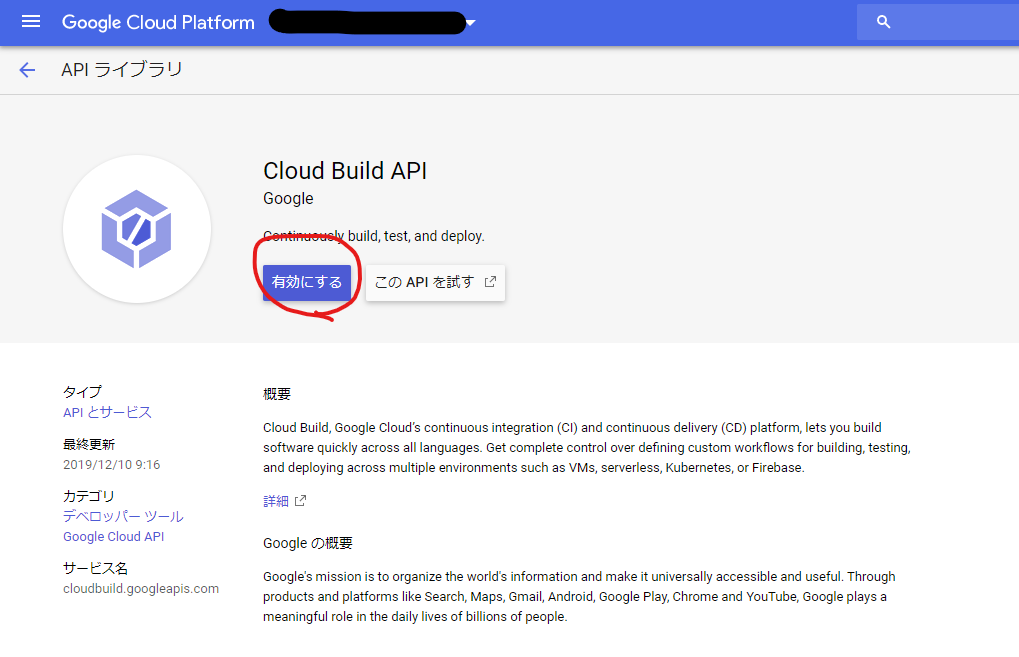 Google Cloud Platform
API ライブラリ
Cloud Build API
Google
Continuously build, test, and deploy.
有効にする
この API を試す
タイプ
API とサービス
最終更新
2019/12/10 9:16
カテゴリ
デベロッパー ツール
Google Cloud API
サービス名
cloudbuild.googleapis.com
概要
Cloud Build, Google Cloud's continuous integration (CI) and continuous delivery (CD) platform, lets you build
software quickly across all languages. Get complete control over defining custom workflows for building, testing,
and deploying across multiple environments such as VMs, serverless, Kubernetes, or Firebase.
詳細
Google の概要
Google's mission is to organize the world's information and make it universally accessible and useful. Through
products and platforms like Search, Maps, Gmail, Android, Google Play, Chrome and YouTube, Google plays a
meaningful role in the daily lives of billions of people.